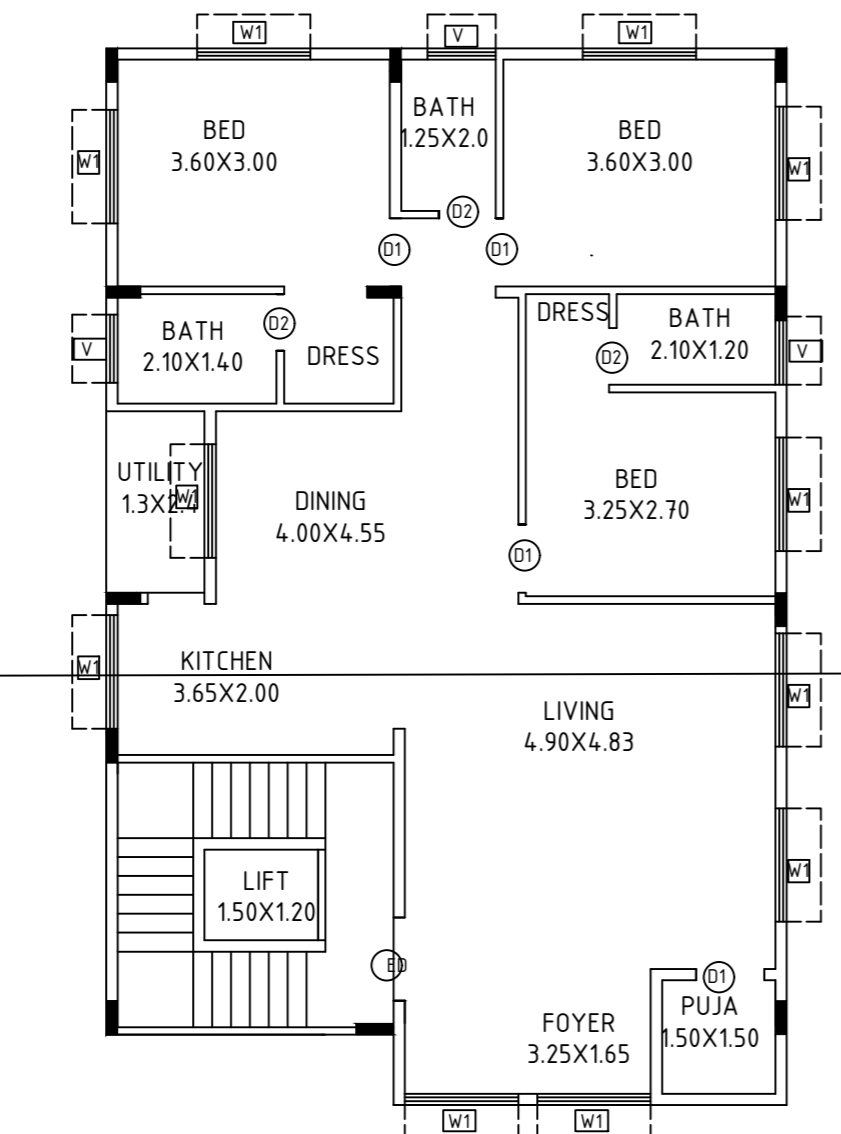 W1
V
W1
BED
3.60X3.00
BATH
1.25X2.0
BED
3.60X3.00
W1
W1
D2
D1
D1
BATH
2.10X1.40
D2
DRESS
DRESS
BATH
2.10X1.20
D2
V
V
UTILITY
1.3X2.4
W1
DINING
4.00X4.55
BED
3.25X2.70
W1
D1
KITCHEN
3.65X2.00
W1
LIVING
4.90X4.83
W1
LIFT
1.50X1.20
W1
ED
D1
FOYER
3.25X1.65
PUJA
1.50X1.50
W1
W1